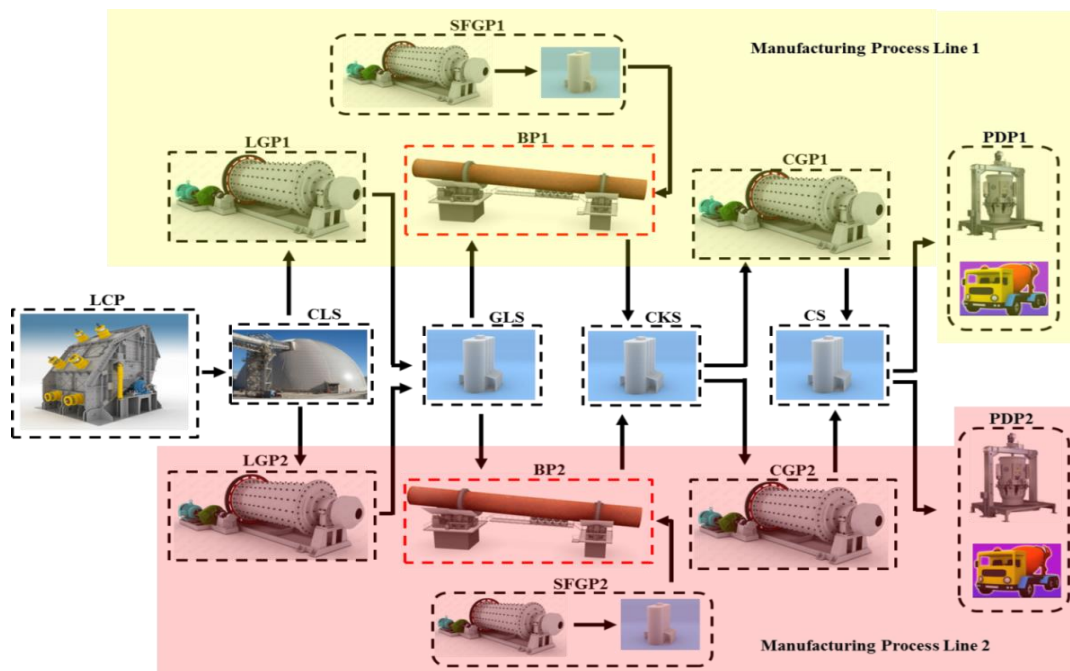 SFGP1
Manufacturing Process Line 1
LGP1
BP1
CGP1
PDP1
LCP
CLS
GLS
CKS
CS
LGP2
BP2
CGP2
PDP2
SFGP2
Manufacturing Process Line 2